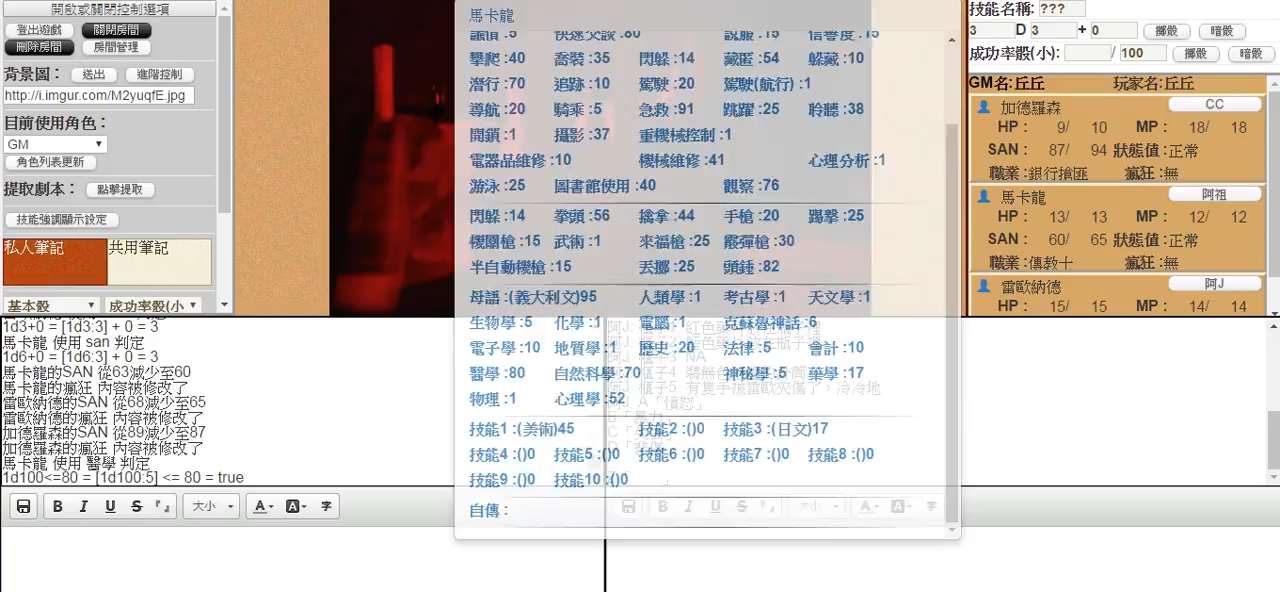 開啟或關閉控制選項
登出遊戲 關閉房間
刪除房間 房間管理
背景圖： 送出 進階控制
http://i.imgur.com/M2yuqfE.jpg
目前使用角色：
GM
角色列表更新
提取劇本： 點擊提取
技能強調顯示設定
私人筆記 共用筆記
基本骰 成功率骰(小
馬卡龍
議價 :5 快速交談 :80 說服 :15 信譽度 :15
攀爬 :40 喬裝 :35 閃躲 :14 藏匿 :54 躲藏 :10
潛行 :70 追跡 :10 駕駛 :20 駕駛(航行) :1
導航 :20 騎乘 :5 急救 :91 跳躍 :25 聆聽 :38
開鎖 :1 攝影 :37 重機械控制 :1
電器品維修 :10 機械維修 :41 心理分析 :1
游泳 :25 圖書館使用 :40 觀察 :76
閃躲 :14 拳頭 :56 擒拿 :44 手槍 :20 踢擊 :25
機關槍 :15 武術 :1 來福槍 :25 霰彈槍 :30
半自動機槍 :15 丟擲 :25 頭錘 :82
母語 :(義大利文)95 人類學 :1 考古學 :1 天文學 :1
生物學 :5 化學 :1 電腦 :1 克蘇魯神話 :6
電子學 :10 地質學 :1 歷史 :20 法律 :5 會計 :10
醫學 :80 自然科學 :70 神秘學 :5 藥學 :17
物理 :1 心理學 :52
技能1 :(美術)45 技能2 :()0 技能3 :(日文)17
技能4 :()0 技能5 :()0 技能6 :()0 技能7 :()0 技能8 :()0
技能9 :()0 技能10 :()0
自傳 :
技能名稱: ???
3 D 3 + 0 擲骰 暗骰
成功率骰(小): / 100 擲骰 暗骰
GM名:丘丘 玩家名:丘丘
加德羅森 CC
HP： 9/ 10 MP： 18/ 18
SAN： 87/ 94 狀態值：正常
職業：銀行搶匪 瘋狂：無
馬卡龍 阿祖
HP： 13/ 13 MP： 12/ 12
SAN： 60/ 65 狀態值：正常
職業：傳教士 瘋狂：無
雷歐納德 阿J
HP： 15/ 15 MP： 14/ 14
1d3+0 = [1d3:3] + 0 = 3
馬卡龍 使用 san 判定
1d6+0 = [1d6:3] + 0 = 3
馬卡龍的SAN 從63減少至60
馬卡龍的瘋狂 內容被修改了
雷歐納德的SAN 從68減少至65
雷歐納德的瘋狂 內容被修改了
加德羅森的SAN 從89減少至87
加德羅森的瘋狂 內容被修改了
馬卡龍 使用 醫學 判定
1d100<=80 = [1d100:5] <= 80 = true
B I U S 『』 大小 A A 字
B I U S 大小 A A 字